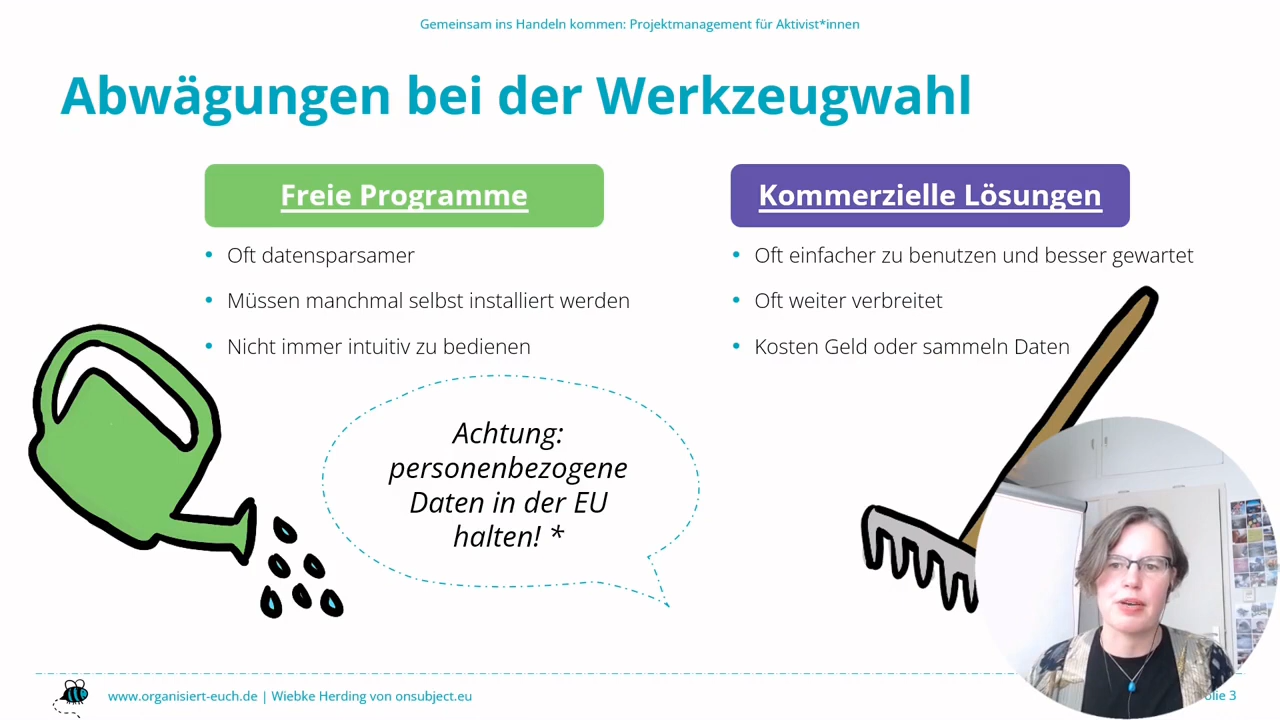 Gemeinsam ins Handeln kommen: Projektmanagement für Aktivist*innen
Abwägungen bei der Werkzeugwahl
Freie Programme
• Oft datensparsamer
• Müssen manchmal selbst installiert werden
• Nicht immer intuitiv zu bedienen
Kommerzielle Lösungen
• Oft einfacher zu benutzen und besser gewartet
• Oft weiter verbreitet
• Kosten Geld oder sammeln Daten
Achtung:
personenbezogene
Daten in der EU
halten! *
www.organisiert-euch.de | Wiebke Herding von onsubject.eu
3